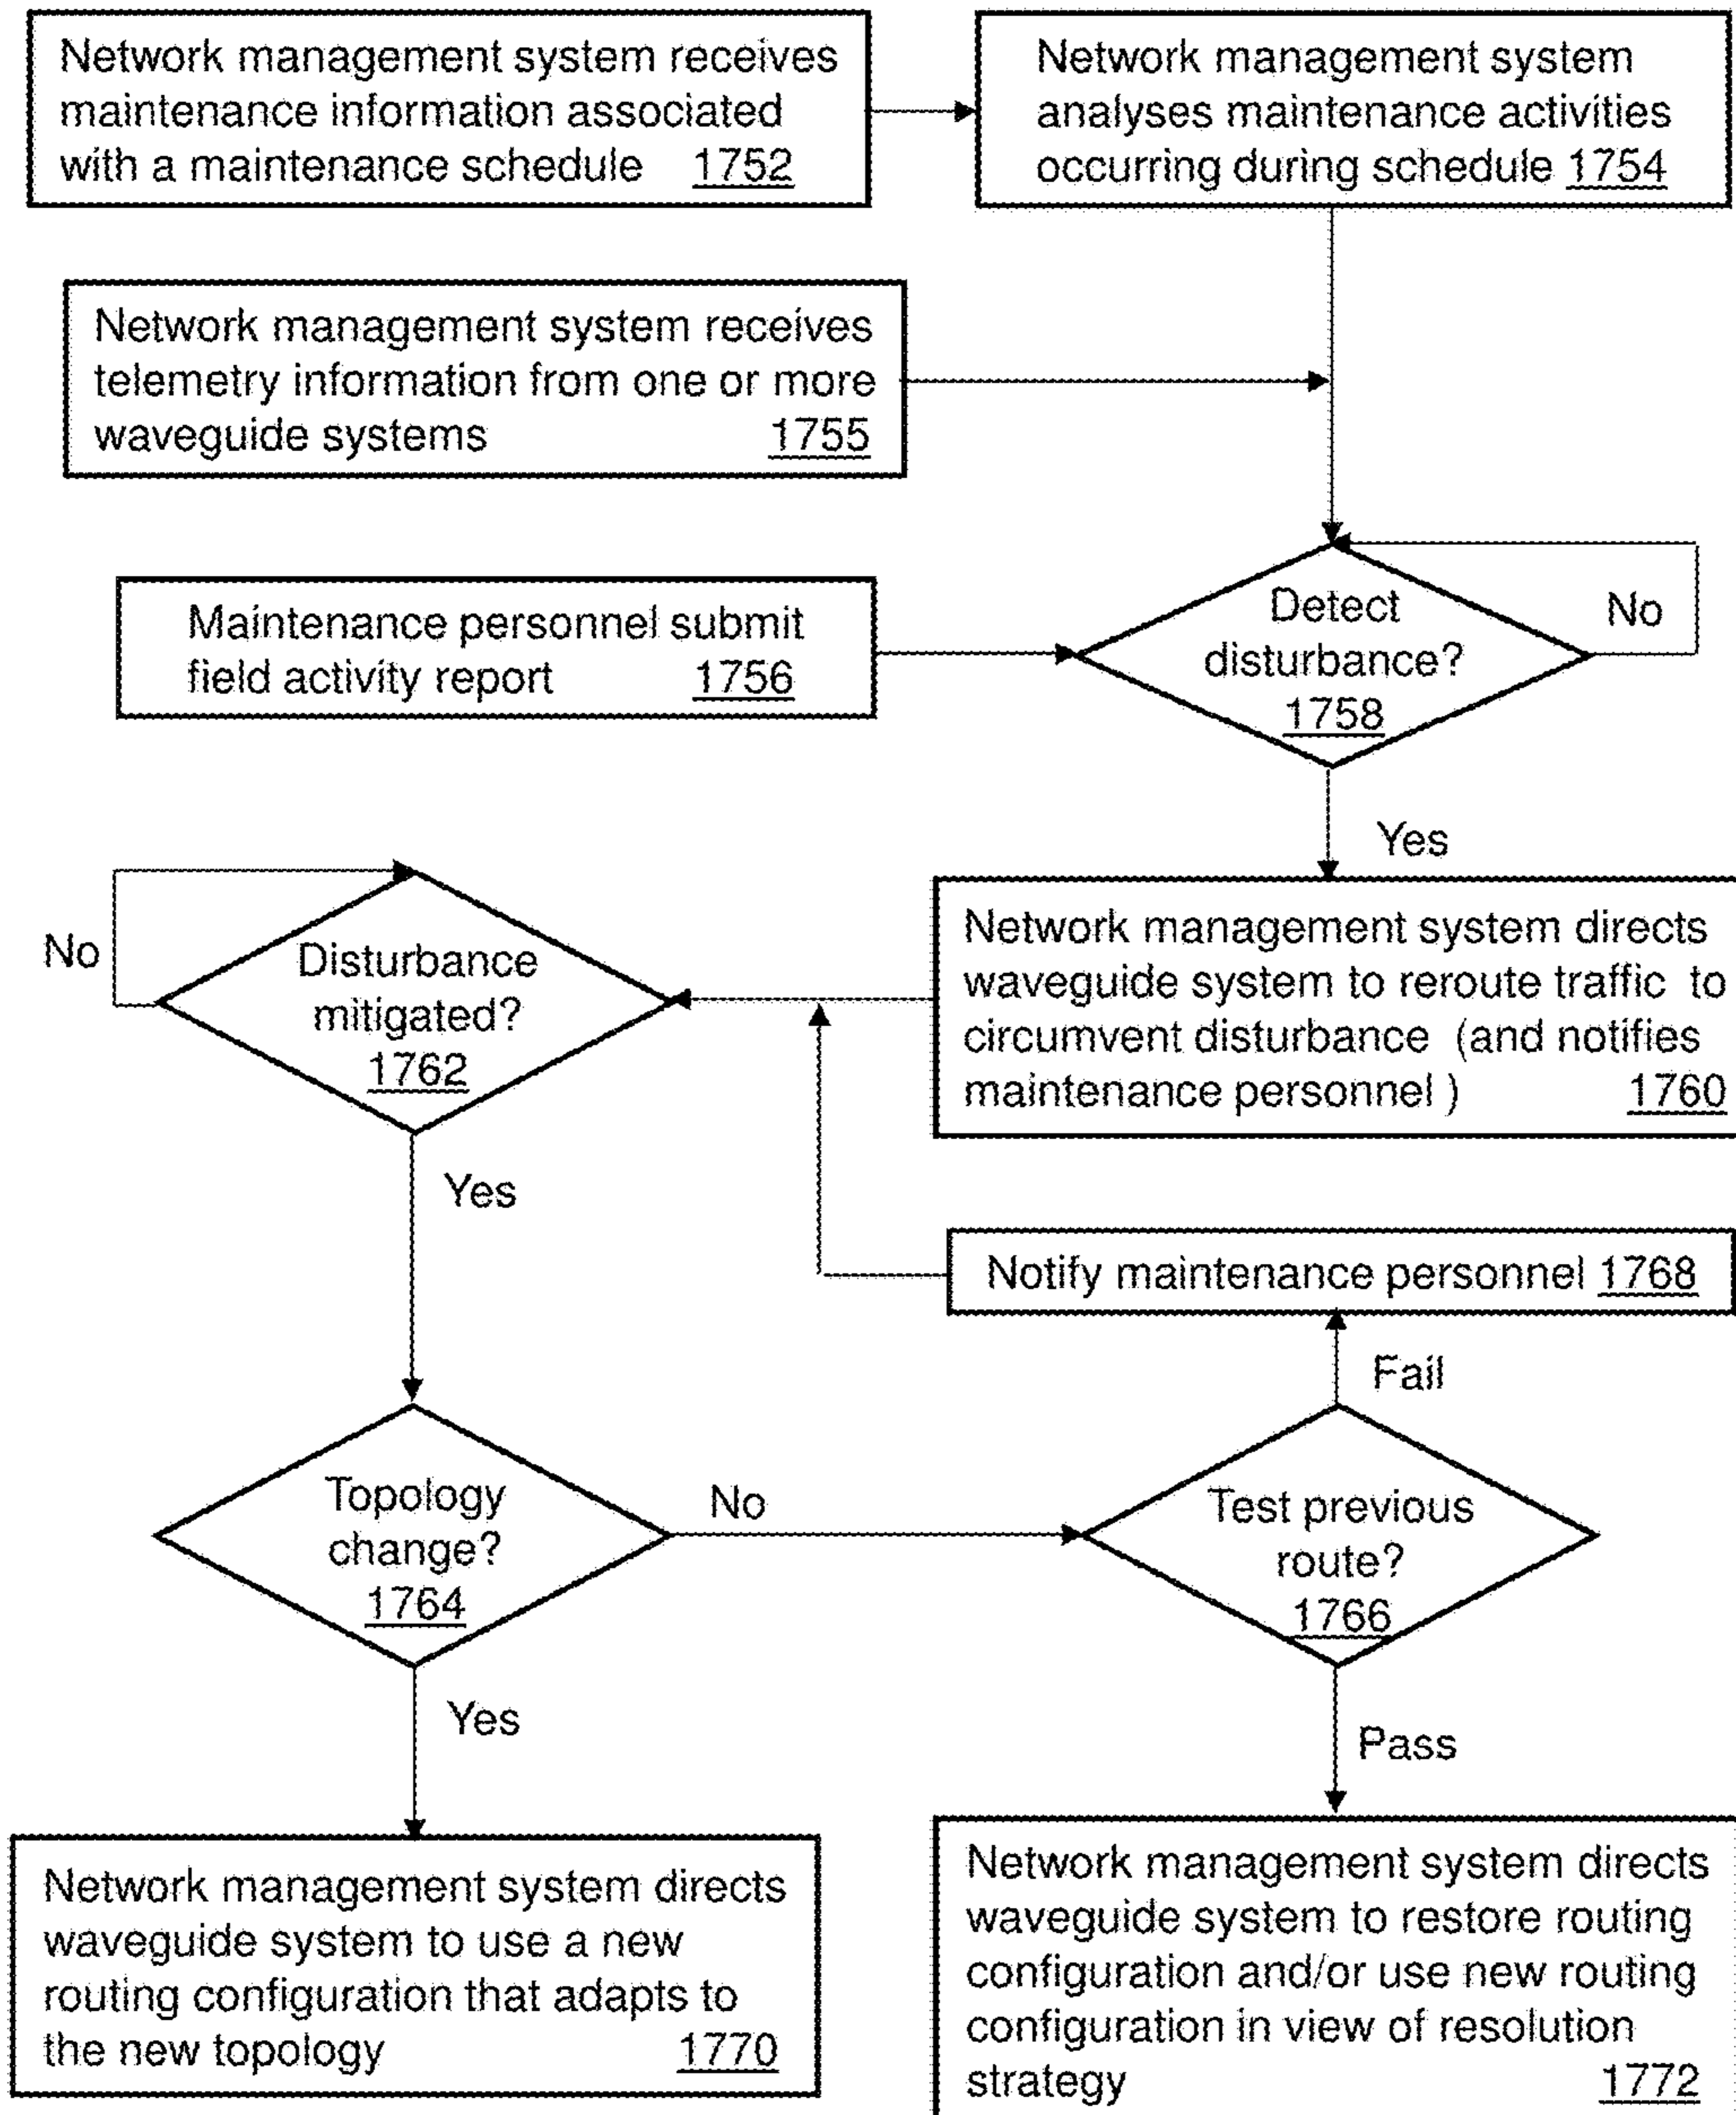 Network management system receives
maintenance information associated
with a maintenance schedule 1752
Network management system
analyses maintenance activities
occurring during schedule 1754
Network management system receives
telemetry information from one or more
waveguide systems 1755
Maintenance personnel submit
field activity report 1756
Detect
disturbance?
1758
No
Yes
Network management system directs
waveguide system to reroute traffic to
circumvent disturbance (and notifies
maintenance personnel ) 1760
No
Disturbance
mitigated?
1762
Yes
Notify maintenance personnel 1768
Fail
Topology
change?
1764
No
Test previous
route?
1766
Yes
Pass
Network management system directs
waveguide system to use a new
routing configuration that adapts to
the new topology 1770
Network management system directs
waveguide system to restore routing
configuration and/or use new routing
configuration in view of resolution
strategy 1772